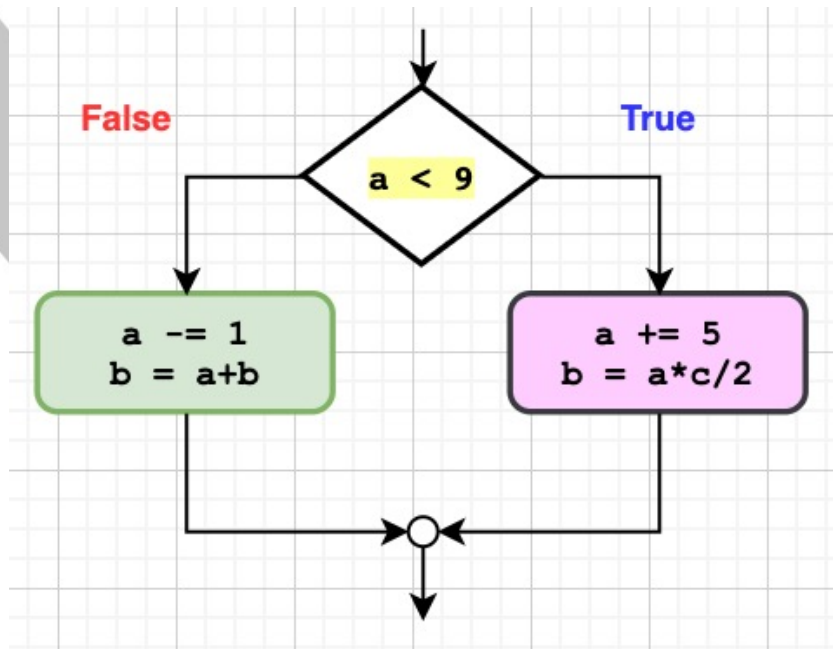 False
True
a < 9
a -= 1
b = a+b
a += 5
b = a*c/2